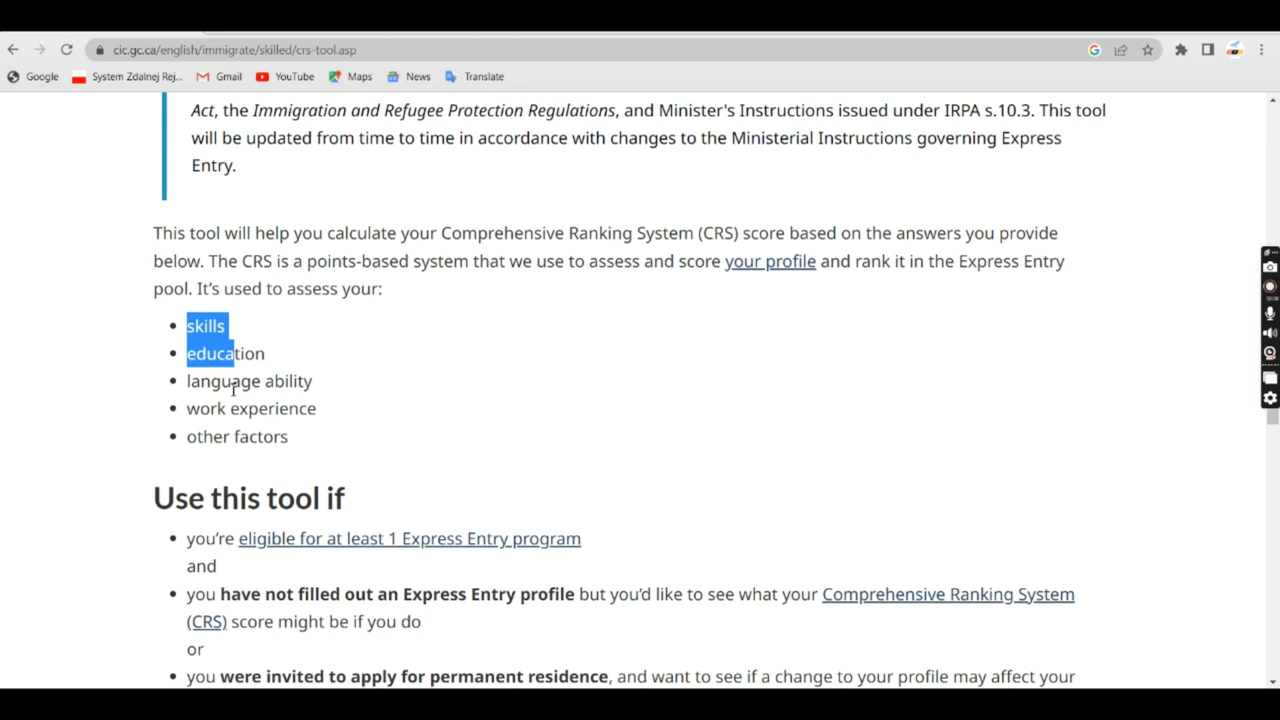 cic.gc.ca/english/immigrate/skilled/crs-tool.asp
Google System Zdalnej Rej... Gmail YouTube Maps News Translate
Act, the Immigration and Refugee Protection Regulations, and Minister's Instructions issued under IRPA s.10.3. This tool
will be updated from time to time in accordance with changes to the Ministerial Instructions governing Express
Entry.
This tool will help you calculate your Comprehensive Ranking System (CRS) score based on the answers you provide
below. The CRS is a points-based system that we use to assess and score your profile and rank it in the Express Entry
pool. It's used to assess your:
• skills
• education
• language ability
• work experience
• other factors
Use this tool if
• you're eligible for at least 1 Express Entry program
and
• you have not filled out an Express Entry profile but you'd like to see what your Comprehensive Ranking System
(CRS) score might be if you do
or
• you were invited to apply for permanent residence, and want to see if a change to your profile may affect your